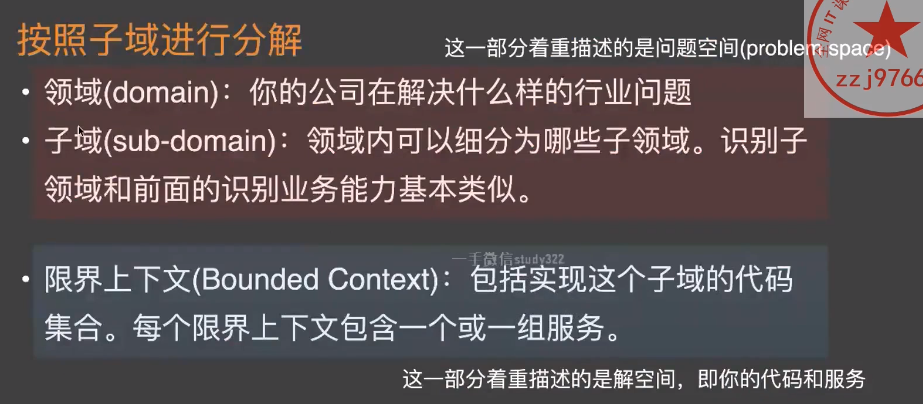 按照子域进行分解
这一部分着重描述的是问题空间(problem space)
• 领域(domain)：你的公司在解决什么样的行业问题
• 子域(sub-domain)：领域内可以细分为哪些子领域。识别子
领域和前面的识别业务能力基本类似。
一手微信study322
• 限界上下文(Bounded Context)：包括实现这个子域的代码
集合。每个限界上下文包含一个或一组服务。
这一部分着重描述的是解空间，即你的代码和服务
网IT课
zzj9766